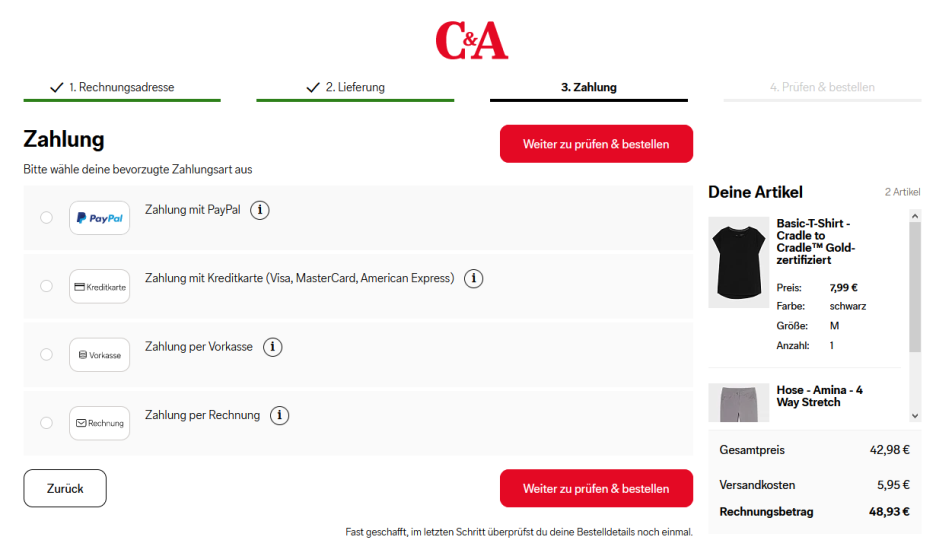 C&A
1. Rechnungsadresse
2. Lieferung
3. Zahlung
4. Prüfen & bestellen
Zahlung
Weiter zu prüfen & bestellen
Bitte wähle deine bevorzugte Zahlungsart aus
PayPal
Zahlung mit PayPal i
Kreditkarte
Zahlung mit Kreditkarte (Visa, MasterCard, American Express) i
Vorkasse
Zahlung per Vorkasse i
Rechnung
Zahlung per Rechnung i
Zurück
Weiter zu prüfen & bestellen
Fast geschafft, im letzten Schritt überprüfst du deine Bestelldetails noch einmal.
Deine Artikel
2 Artikel
Basic-T-Shirt -
Cradle to
Cradle™ Gold-
zertifiziert
Preis: 7,99 €
Farbe: schwarz
Größe: M
Anzahl: 1
Hose - Amina - 4
Way Stretch
Gesamtpreis 42,98 €
Versandkosten 5,95 €
Rechnungsbetrag 48,93 €